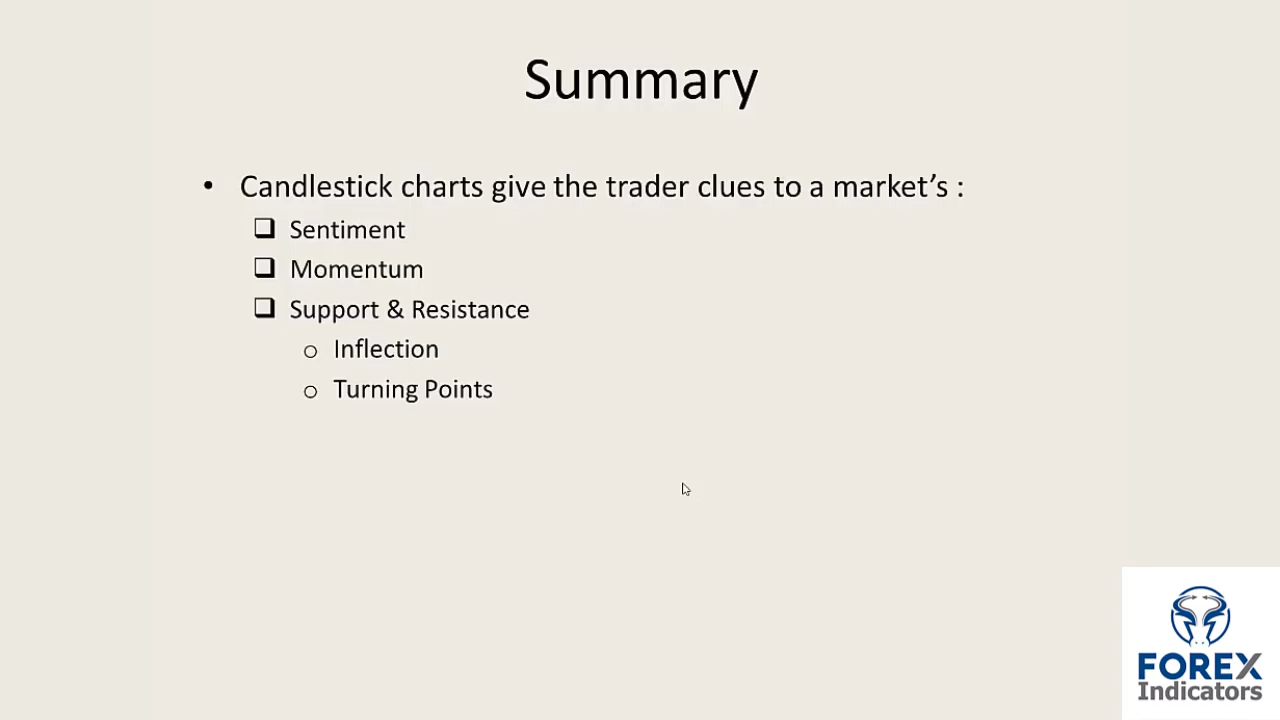 Summary
• Candlestick charts give the trader clues to a market’s :
❑ Sentiment
❑ Momentum
❑ Support & Resistance
o Inflection
o Turning Points
FOREX
Indicators